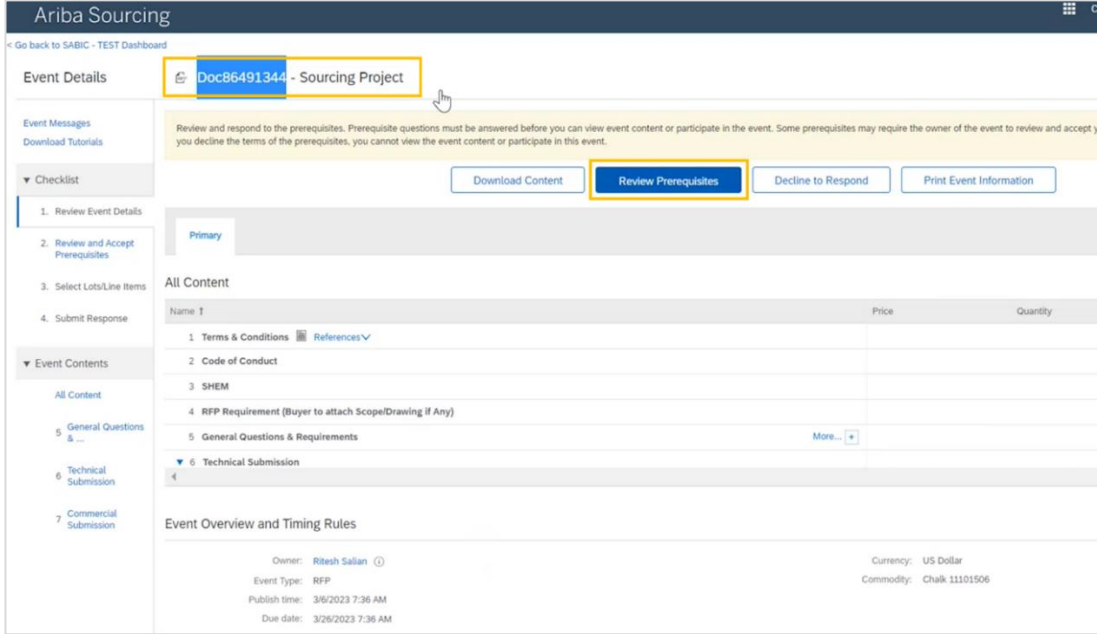 Ariba Sourcing
< Go back to SABIC - TEST Dashboard
Event Details
Doc86491344 - Sourcing Project
Event Messages
Download Tutorials
Review and respond to the prerequisites. Prerequisite questions must be answered before you can view event content or participate in the event. Some prerequisites may require the owner of the event to review and accept
you decline the terms of the prerequisites, you cannot view the event content or participate in this event.
▼ Checklist
1. Review Event Details
2. Review and Accept
Prerequisites
3. Select Lots/Line Items
4. Submit Response
▼ Event Contents
All Content
5 General Questions
& ...
6 Technical
Submission
7 Commercial
Submission
Download Content
Review Prerequisites
Decline to Respond
Print Event Information
Primary
All Content
Name ↑ Price Quantity
1 Terms & Conditions References
2 Code of Conduct
3 SHEM
4 RFP Requirement (Buyer to attach Scope/Drawing if Any)
5 General Questions & Requirements More... +
▼ 6 Technical Submission
Event Overview and Timing Rules
Owner: Ritesh Salian
Event Type: RFP
Publish time: 3/6/2023 7:36 AM
Due date: 3/26/2023 7:36 AM
Currency: US Dollar
Commodity: Chalk 11101506